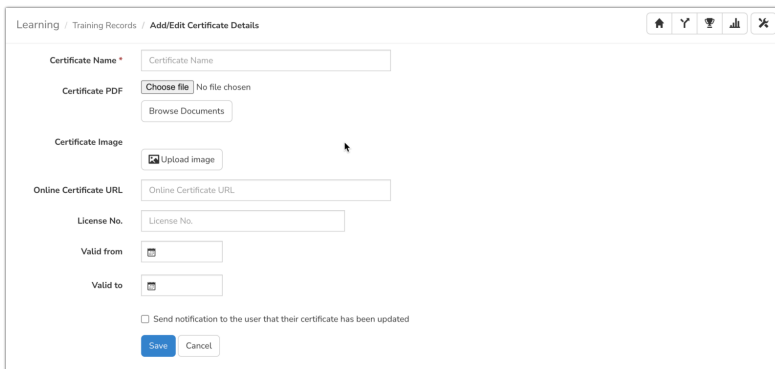 Learning / Training Records / Add/Edit Certificate Details
Certificate Name * Certificate Name
Certificate PDF Choose file No file chosen
Browse Documents
Certificate Image
Upload image
Online Certificate URL Online Certificate URL
License No. License No.
Valid from
Valid to
Send notification to the user that their certificate has been updated
Save Cancel